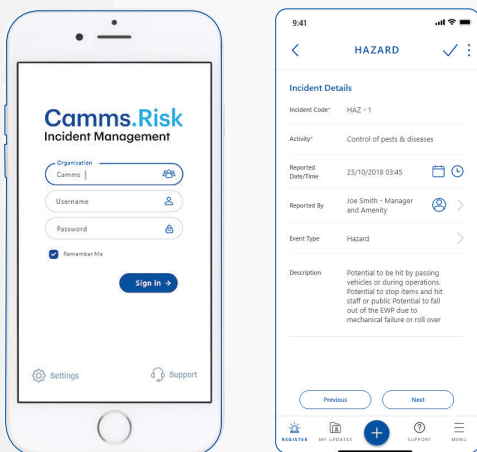 Camms.Risk
Incident Management
Organisation
Camms
Username
Password
Remember Me
Sign in →
Settings
Support
9:41
HAZARD
Incident Details
Incident Code* HAZ - 1
Activity* Control of pests & diseases
Reported
Date/Time
23/10/2018 03:45
Reported By
Joe Smith - Manager
and Amenity
Event Type Hazard
Description
Potential to be hit by passing
vehicles or during operations.
Potential to stop items and hit
staff or public Potential to fall
out of the EWP due to
mechanical failure or roll over
Previous
Next
REGISTER
MY UPDATES
SUPPORT
MENU